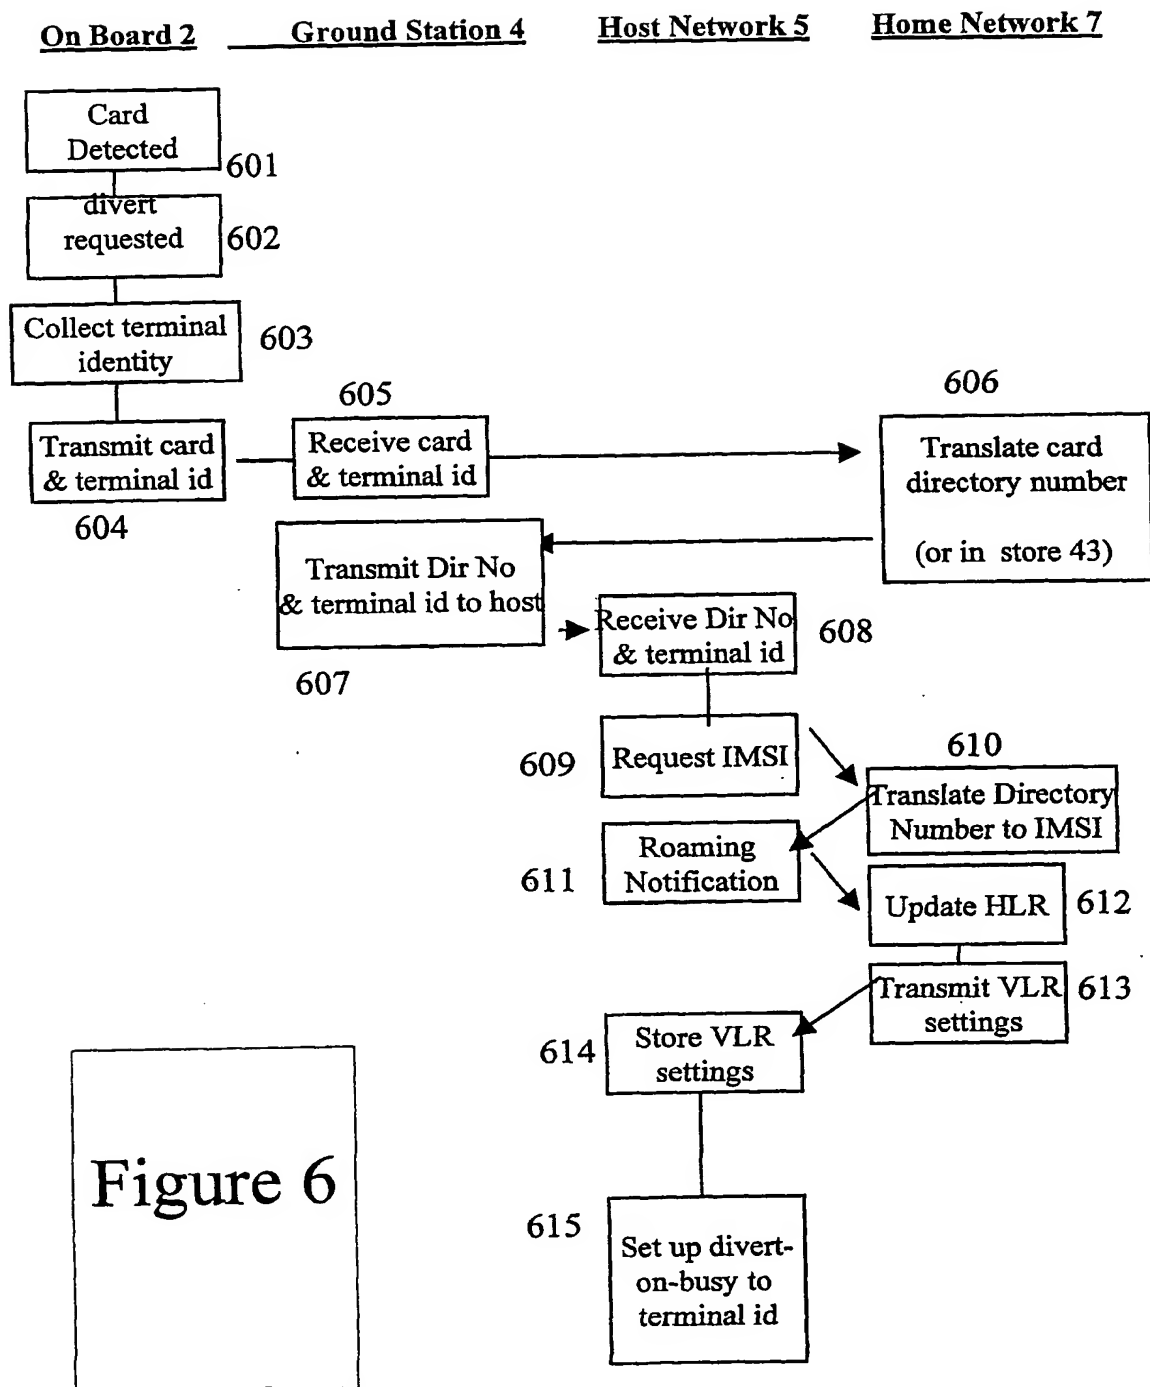 On Board 2 Ground Station 4 Host Network 5 Home Network 7
Card
Detected
601
divert
requested
602
Collect terminal
identity
603
605
606
Transmit card
& terminal id
604
Receive card
& terminal id
Translate card
directory number
(or in store 43)
Transmit Dir No
& terminal id to host
607
Receive Dir No
& terminal id
608
609
Request IMSI
610
Translate Directory
Number to IMSI
611
Roaming
Notification
Update HLR
612
Transmit VLR
settings
613
614
Store VLR
settings
Figure 6
615
Set up divert-
on-busy to
terminal id